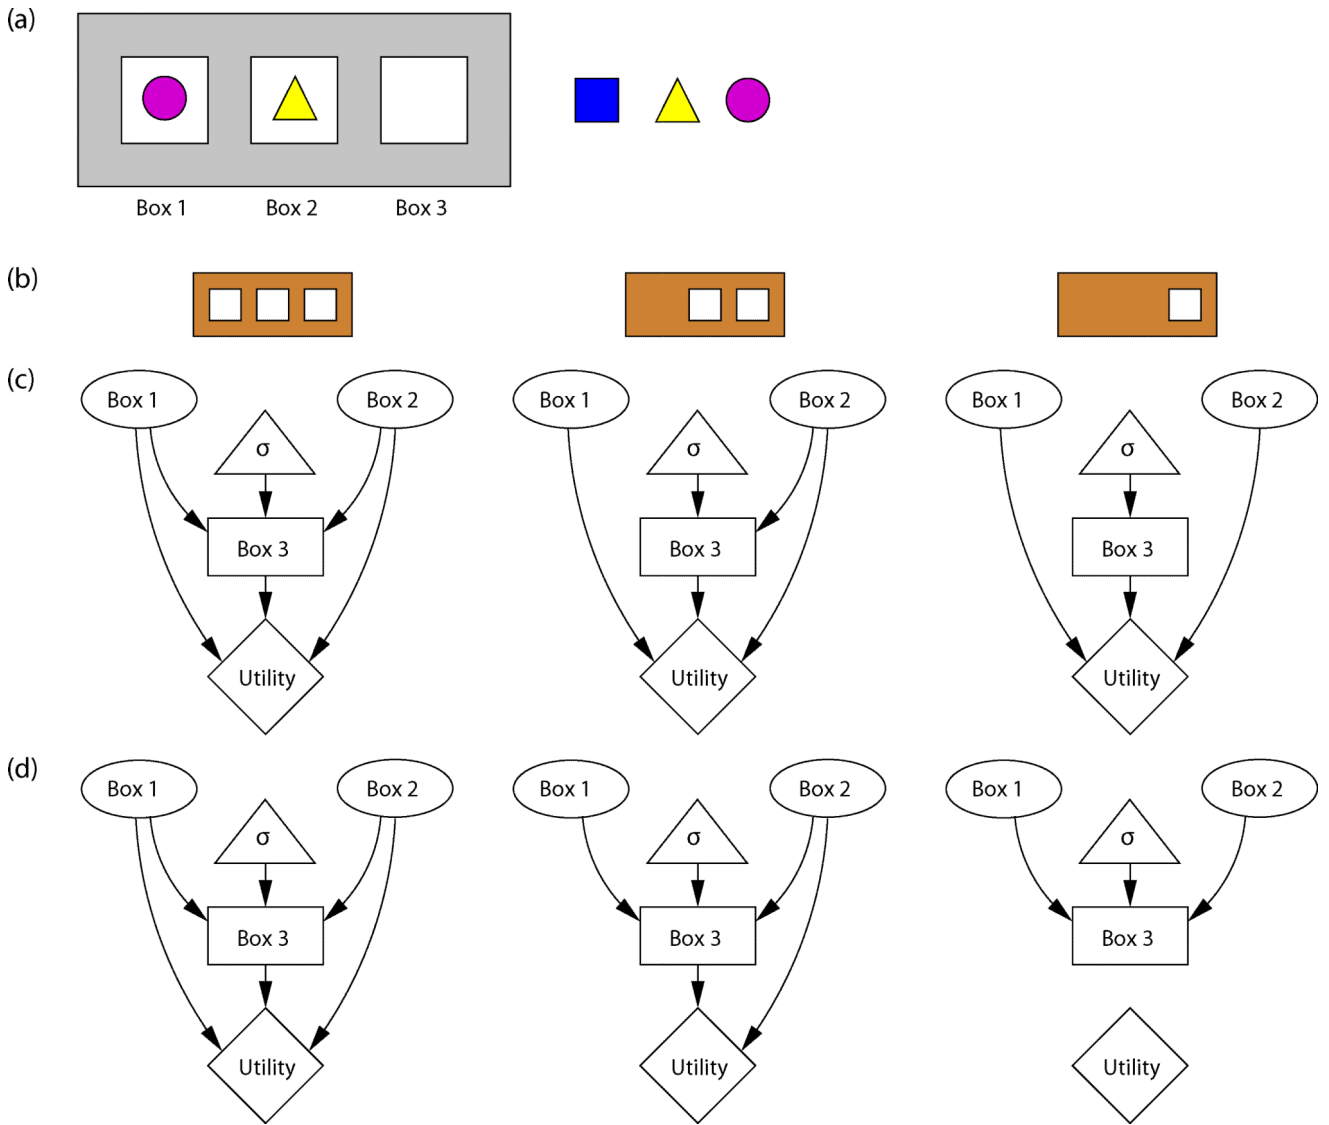 (a)
Box 1 Box 2 Box 3
(b)
(c)
Box 1 Box 2 Box 1 Box 2 Box 1 Box 2
σ σ σ
Box 3 Box 3 Box 3
Utility Utility Utility
(d)
Box 1 Box 2 Box 1 Box 2 Box 1 Box 2
σ σ σ
Box 3 Box 3 Box 3
Utility Utility Utility